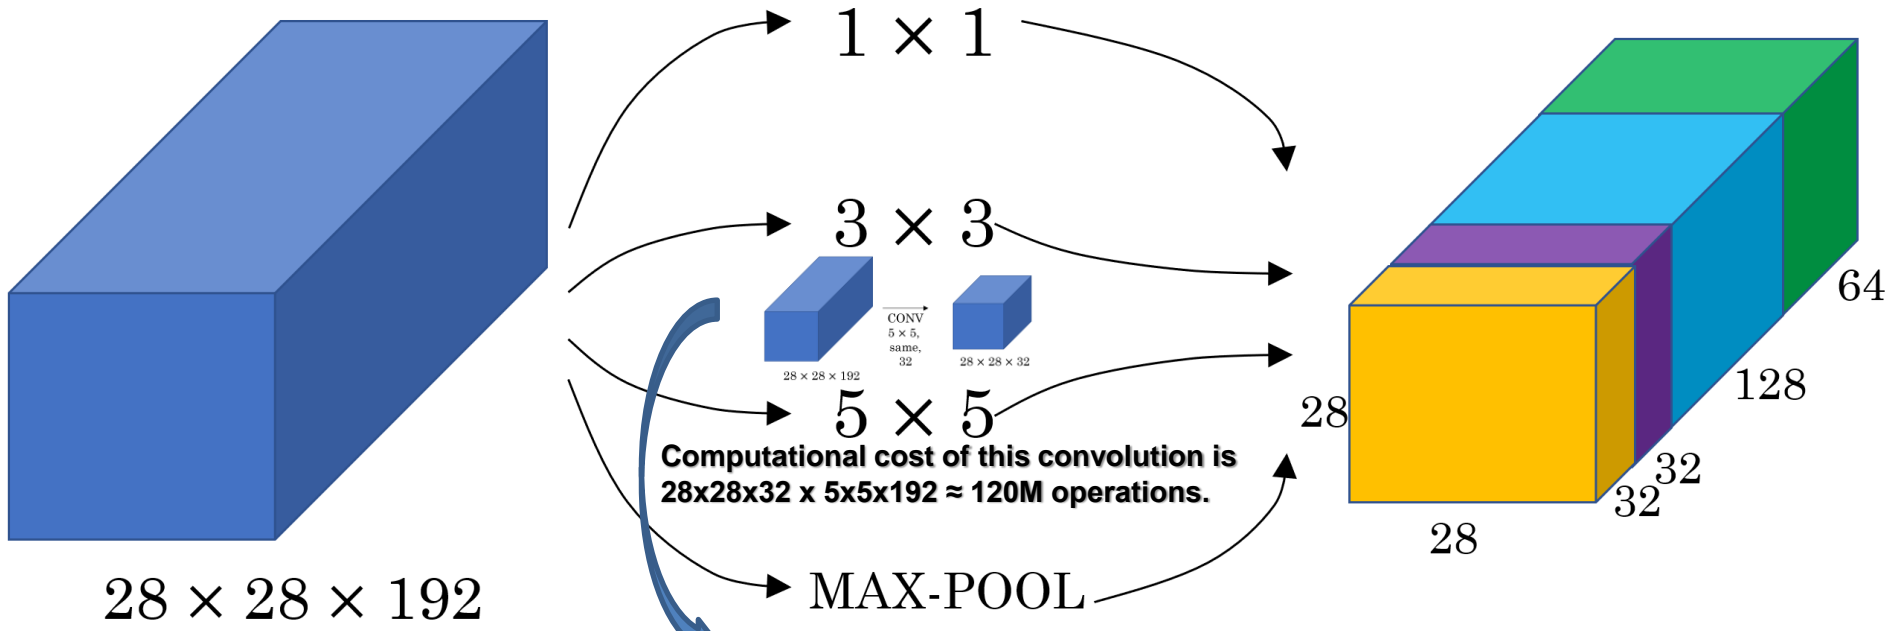 1 × 1
3 × 3
CONV
5 × 5,
same,
32
28 × 28 × 192
28 × 28 × 32
5 × 5
Computational cost of this convolution is
28x28x32 x 5x5x192 ≈ 120M operations.
MAX-POOL
28 × 28 × 192
64
128
32
32
28
28